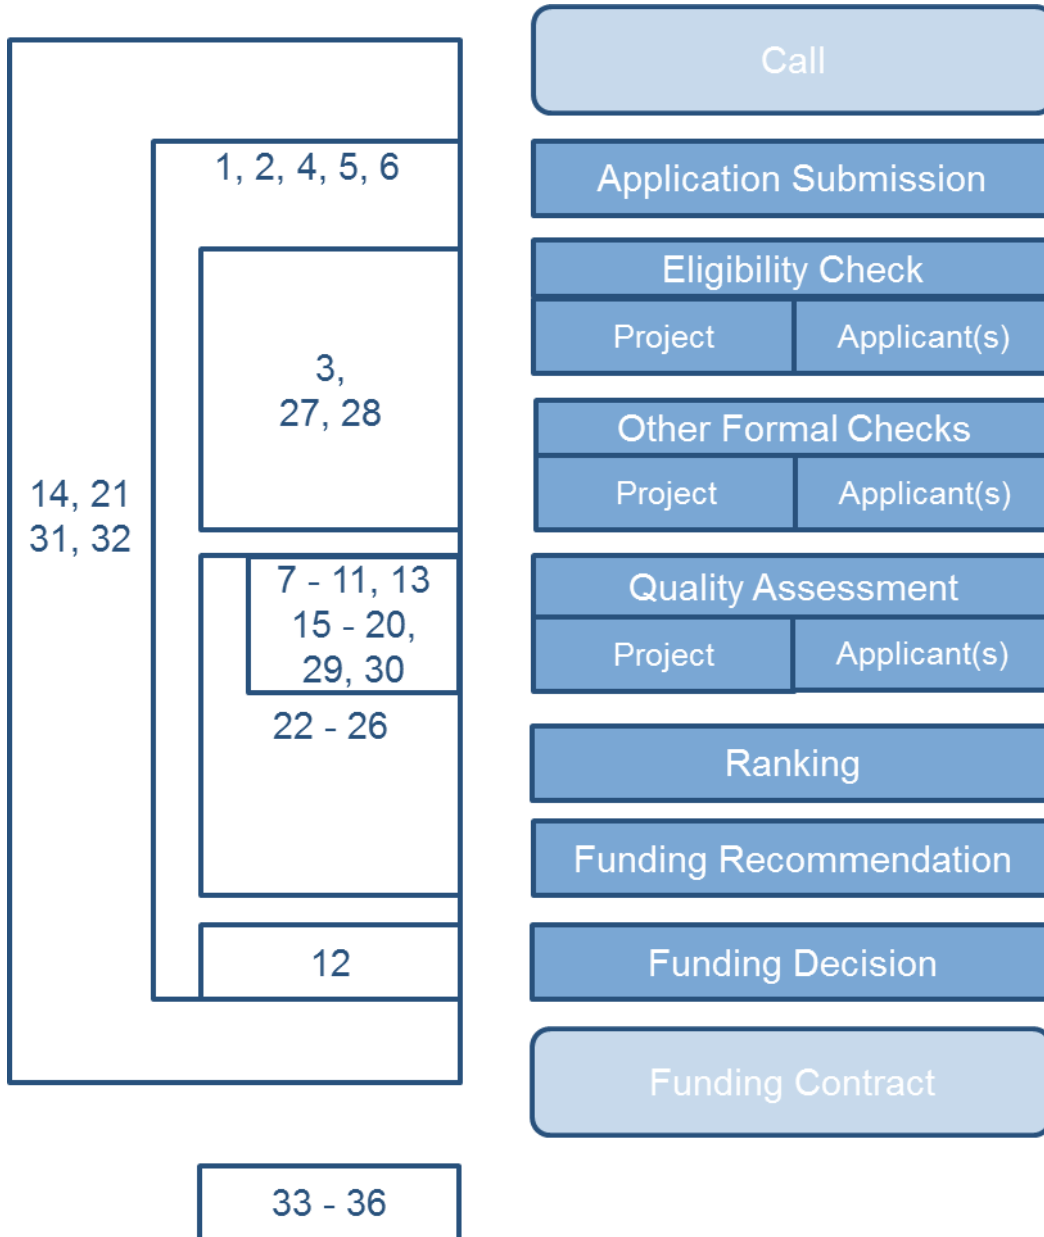 Call
1, 2, 4, 5, 6
Application Submission
Eligibility Check
Project
Applicant(s)
3,
27, 28
Other Formal Checks
Project
Applicant(s)
14, 21
31, 32
7 - 11, 13
15 - 20,
29, 30
Quality Assessment
Project
Applicant(s)
22 - 26
Ranking
Funding Recommendation
12
Funding Decision
Funding Contract
33 - 36